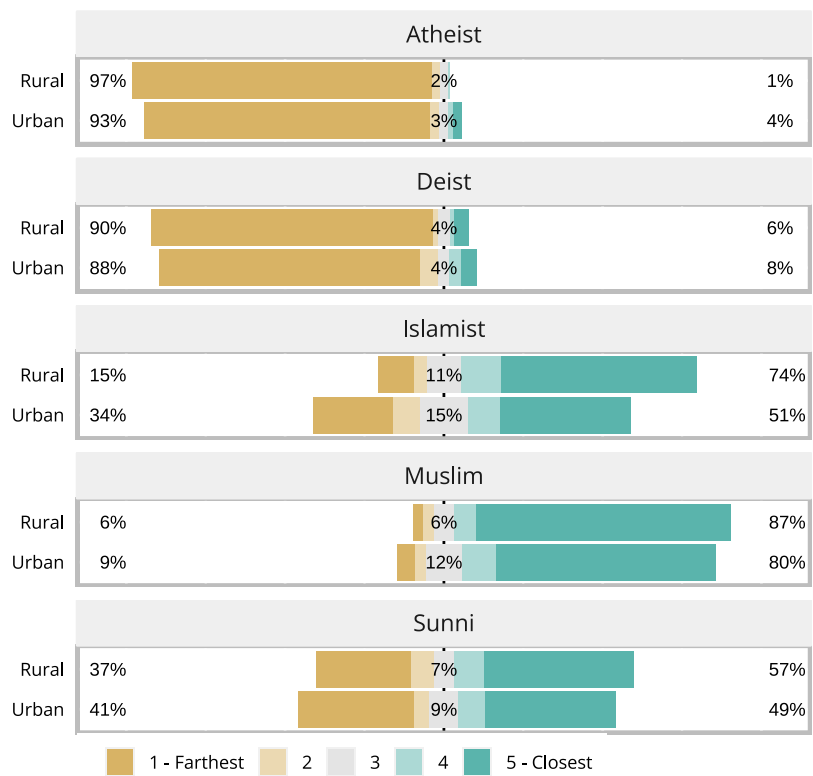 Atheist
Rural 97% 2% 1%
Urban 93% 3% 4%
Deist
Rural 90% 4% 6%
Urban 88% 4% 8%
Islamist
Rural 15% 11% 74%
Urban 34% 15% 51%
Muslim
Rural 6% 6% 87%
Urban 9% 12% 80%
Sunni
Rural 37% 7% 57%
Urban 41% 9% 49%
1 - Farthest 2 3 4 5 - Closest